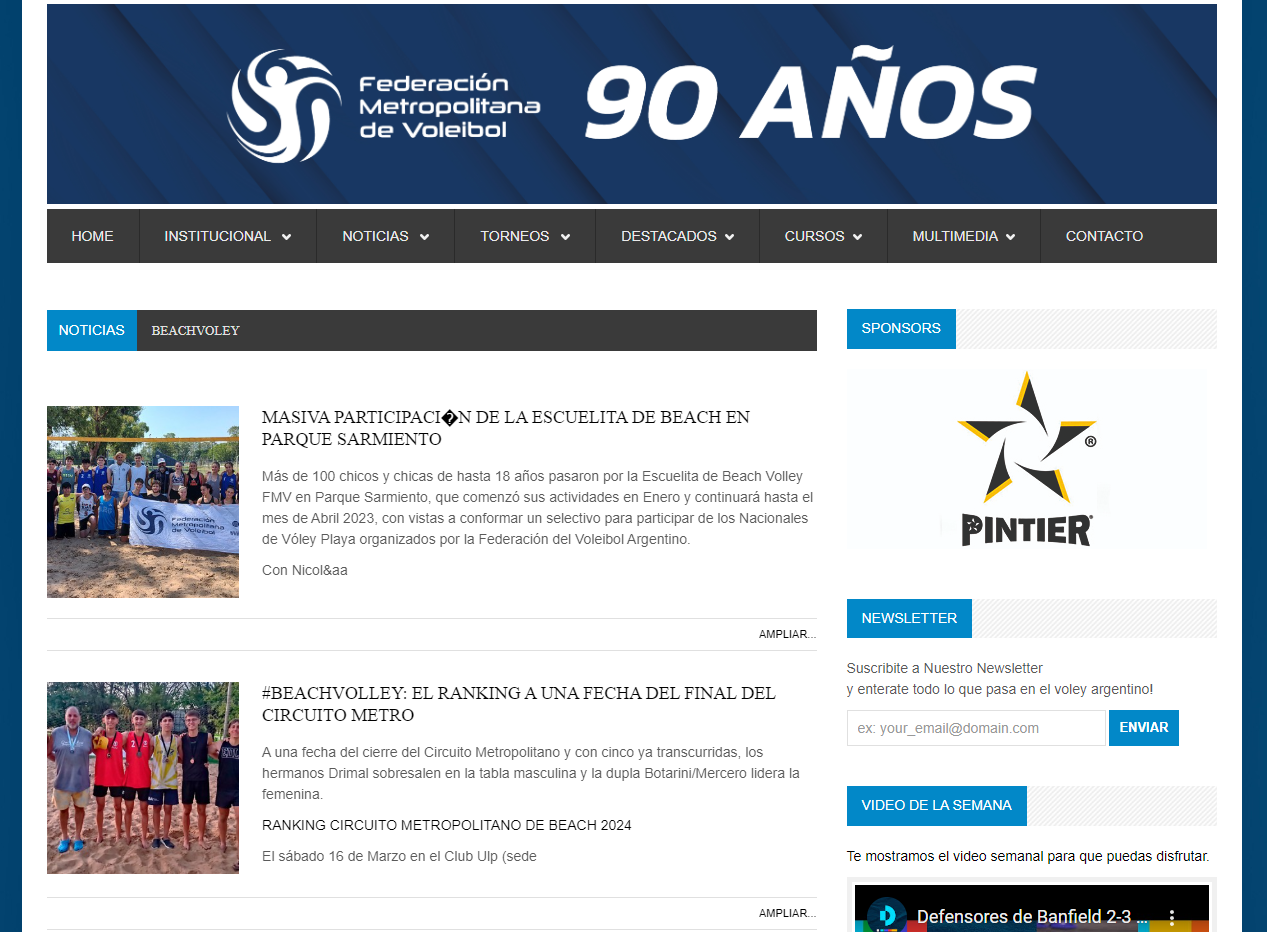 Federación
Metropolitana
de Voleibol
90 AÑOS
HOME INSTITUCIONAL NOTICIAS TORNEOS DESTACADOS CURSOS MULTIMEDIA CONTACTO
NOTICIAS BEACHVOLEY
MASIVA PARTICIPACI�N DE LA ESCUELITA DE BEACH EN
PARQUE SARMIENTO
Más de 100 chicos y chicas de hasta 18 años pasaron por la Escuelita de Beach Volley
FMV en Parque Sarmiento, que comenzó sus actividades en Enero y continuará hasta el
mes de Abril 2023, con vistas a conformar un selectivo para participar de los Nacionales
de Vóley Playa organizados por la Federación del Voleibol Argentino.
Con Nicol&aa
Federación
Metropolitana
de Voleibol
AMPLIAR...
#BEACHVOLLEY: EL RANKING A UNA FECHA DEL FINAL DEL
CIRCUITO METRO
A una fecha del cierre del Circuito Metropolitano y con cinco ya transcurridas, los
hermanos Drimal sobresalen en la tabla masculina y la dupla Botarini/Mercero lidera la
femenina.
RANKING CIRCUITO METROPOLITANO DE BEACH 2024
El sábado 16 de Marzo en el Club Ulp (sede
AMPLIAR...
SPONSORS
®
PINTIER
NEWSLETTER
Suscribite a Nuestro Newsletter
y enterate todo lo que pasa en el voley argentino!
ex: your_email@domain.com ENVIAR
VIDEO DE LA SEMANA
Te mostramos el video semanal para que puedas disfrutar.
Defensores de Banfield 2-3 ...